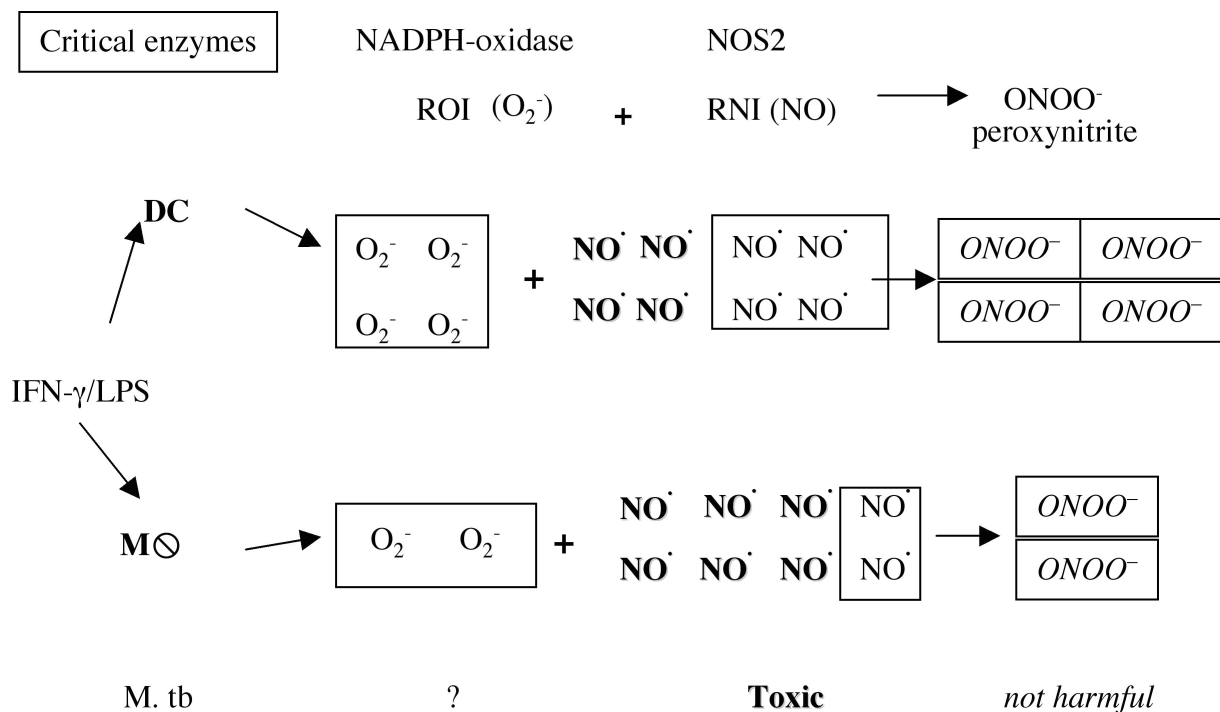 Critical enzymes NADPH-oxidase NOS2
ROI (O₂⁻) + RNI (NO) ONOO⁻
peroxynitrite
DC
O₂⁻ O₂⁻ NO˙ NO˙ NO˙ NO˙ ONOO⁻ ONOO⁻
+
O₂⁻ O₂⁻ NO˙ NO˙ NO˙ NO˙ ONOO⁻ ONOO⁻
IFN-γ/LPS
NO˙ NO˙ NO˙ NO˙ ONOO⁻
M⦸ O₂⁻ O₂⁻ +
NO˙ NO˙ NO˙ NO˙ ONOO⁻
M. tb ? Toxic not harmful